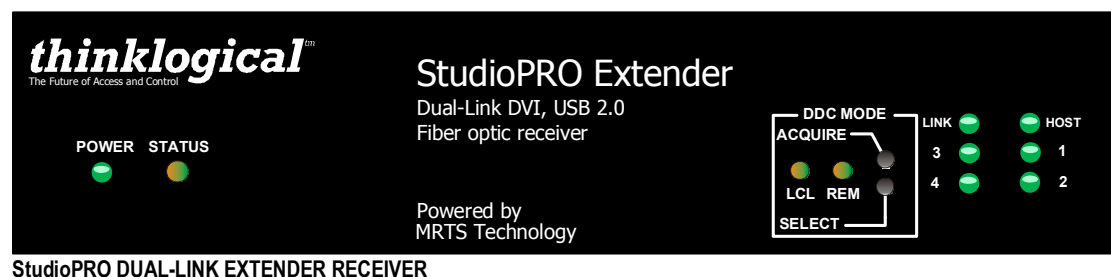 thinklogical™
The Future of Access and Control
POWER STATUS
StudioPRO Extender
Dual-Link DVI, USB 2.0
Fiber optic receiver
Powered by
MRTS Technology
DDC MODE
ACQUIRE
LCL REM
SELECT
LINK HOST
3 1
4 2
StudioPRO DUAL-LINK EXTENDER RECEIVER